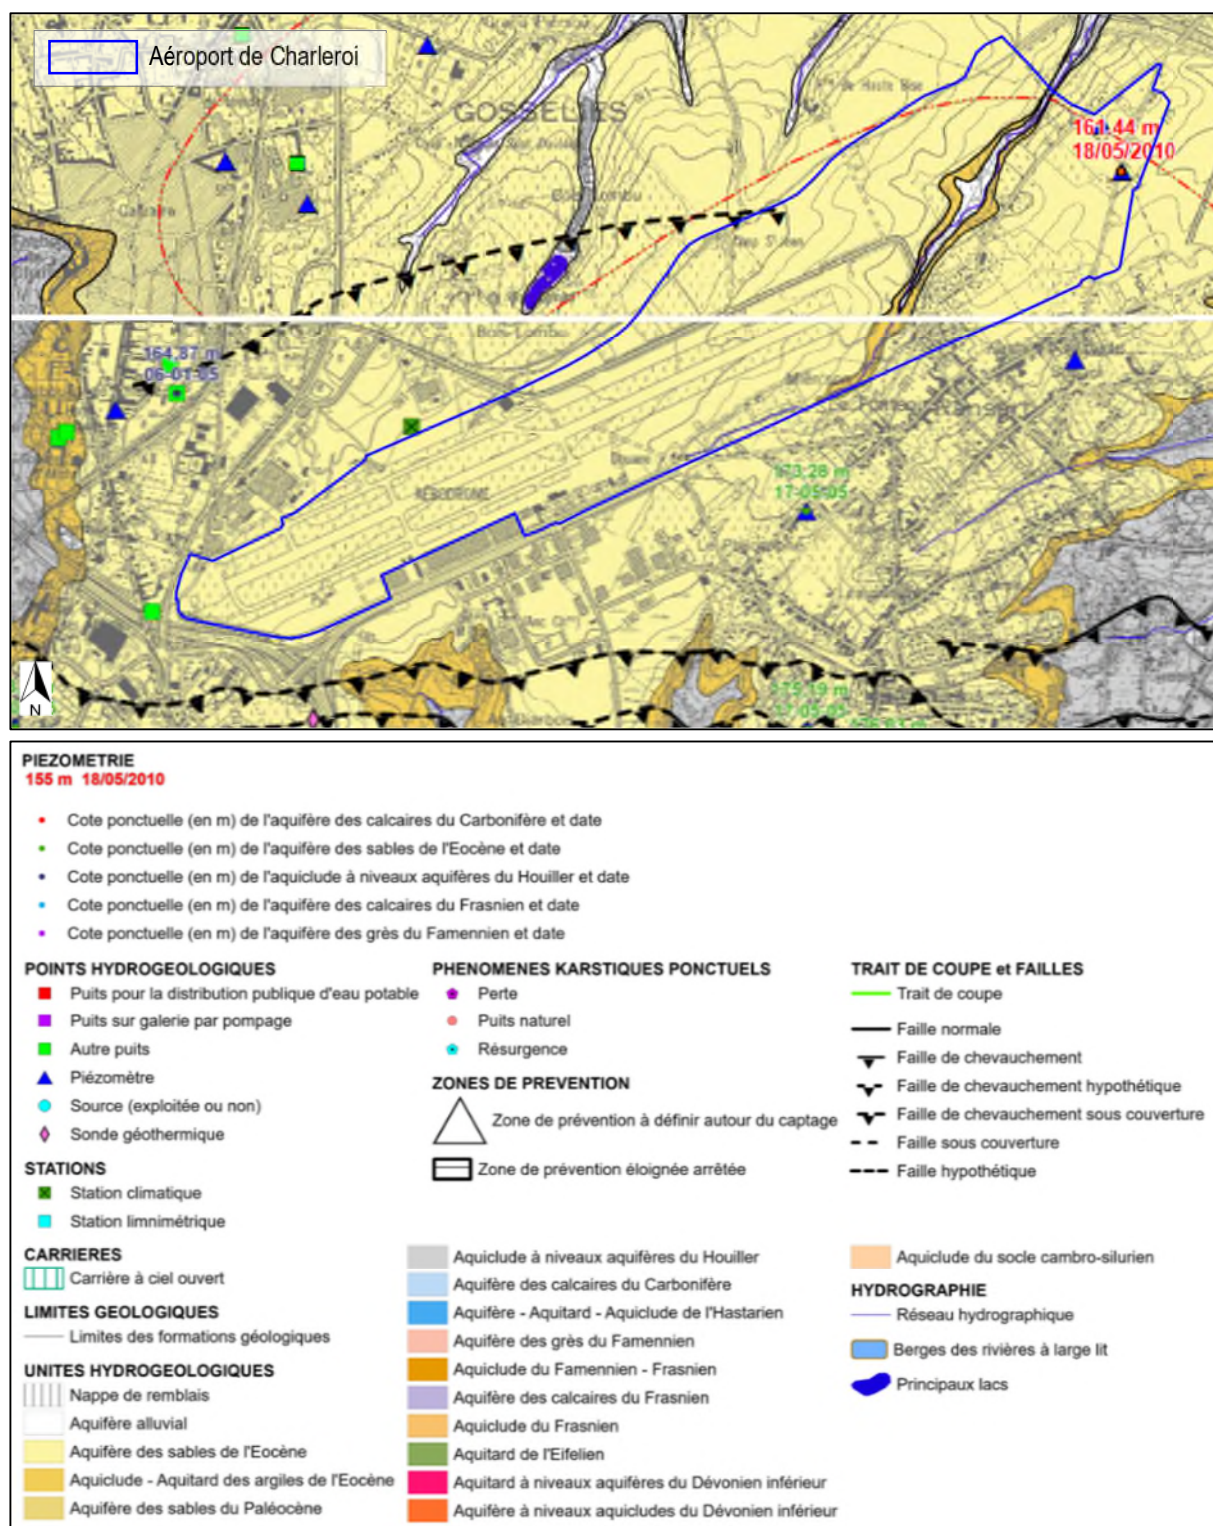 Aéroport de Charleroi
GOSSELIES
161.44 m
18/05/2010
164.87 m
06-01-05
AERODROME
173.28 m
17-05-05
175.19 m
17-05-05
N
PIEZOMETRIE
155 m 18/05/2010
Cote ponctuelle (en m) de l'aquifère des calcaires du Carbonifère et date
Cote ponctuelle (en m) de l'aquifère des sables de l'Eocène et date
Cote ponctuelle (en m) de l'aquiclude à niveaux aquifères du Houiller et date
Cote ponctuelle (en m) de l'aquifère des calcaires du Frasnien et date
Cote ponctuelle (en m) de l'aquifère des grès du Famennien et date
POINTS HYDROGEOLOGIQUES
Puits pour la distribution publique d'eau potable
Puits sur galerie par pompage
Autre puits
Piézomètre
Source (exploitée ou non)
Sonde géothermique
STATIONS
Station climatique
Station limnimétrique
PHENOMENES KARSTIQUES PONCTUELS
Perte
Puits naturel
Résurgence
ZONES DE PREVENTION
Zone de prévention à définir autour du captage
Zone de prévention éloignée arrêtée
TRAIT DE COUPE et FAILLES
Trait de coupe
Faille normale
Faille de chevauchement
Faille de chevauchement hypothétique
Faille de chevauchement sous couverture
Faille sous couverture
Faille hypothétique
CARRIERES
Carrière à ciel ouvert
LIMITES GEOLOGIQUES
Limites des formations géologiques
UNITES HYDROGEOLOGIQUES
Nappe de remblais
Aquifère alluvial
Aquifère des sables de l'Eocène
Aquiclude - Aquitard des argiles de l'Eocène
Aquifère des sables du Paléocène
Aquiclude à niveaux aquifères du Houiller
Aquifère des calcaires du Carbonifère
Aquifère - Aquitard - Aquiclude de l'Hastarien
Aquifère des grès du Famennien
Aquiclude du Famennien - Frasnien
Aquifère des calcaires du Frasnien
Aquiclude du Frasnien
Aquitard de l'Eifelien
Aquitard à niveaux aquifères du Dévonien inférieur
Aquifère à niveaux aquicludes du Dévonien inférieur
Aquiclude du socle cambro-silurien
HYDROGRAPHIE
Réseau hydrographique
Berges des rivières à large lit
Principaux lacs